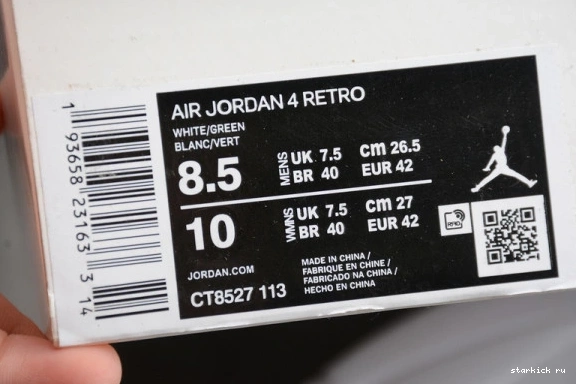 AIR JORDAN 4 RETRO
WHITE/GREEN
BLANC/VERT
8.5 MENS UK 7.5 cm 26.5
BR 40 EUR 42
10 WMNS UK 7.5 cm 27
BR 40 EUR 42
JORDAN.COM
CT8527 113
MADE IN CHINA /
FABRIQUE EN CHINE /
FABRICADO NA CHINA /
HECHO EN CHINA
RFID
1 93658 23163 3 14
starkick ru